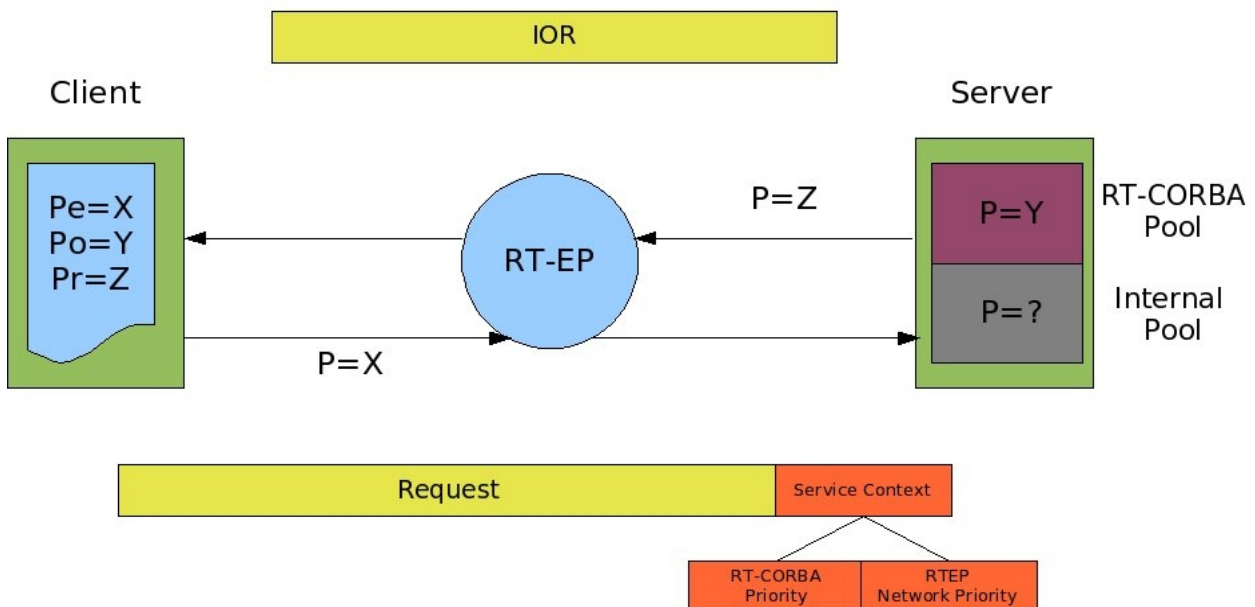 IOR
Client
Server
Pe=X
Po=Y
Pr=Z
RT-EP
P=Z
P=X
P=Y
RT-CORBA
Pool
P=?
Internal
Pool
Request
Service Context
RT-CORBA
Priority
RTEP
Network Priority